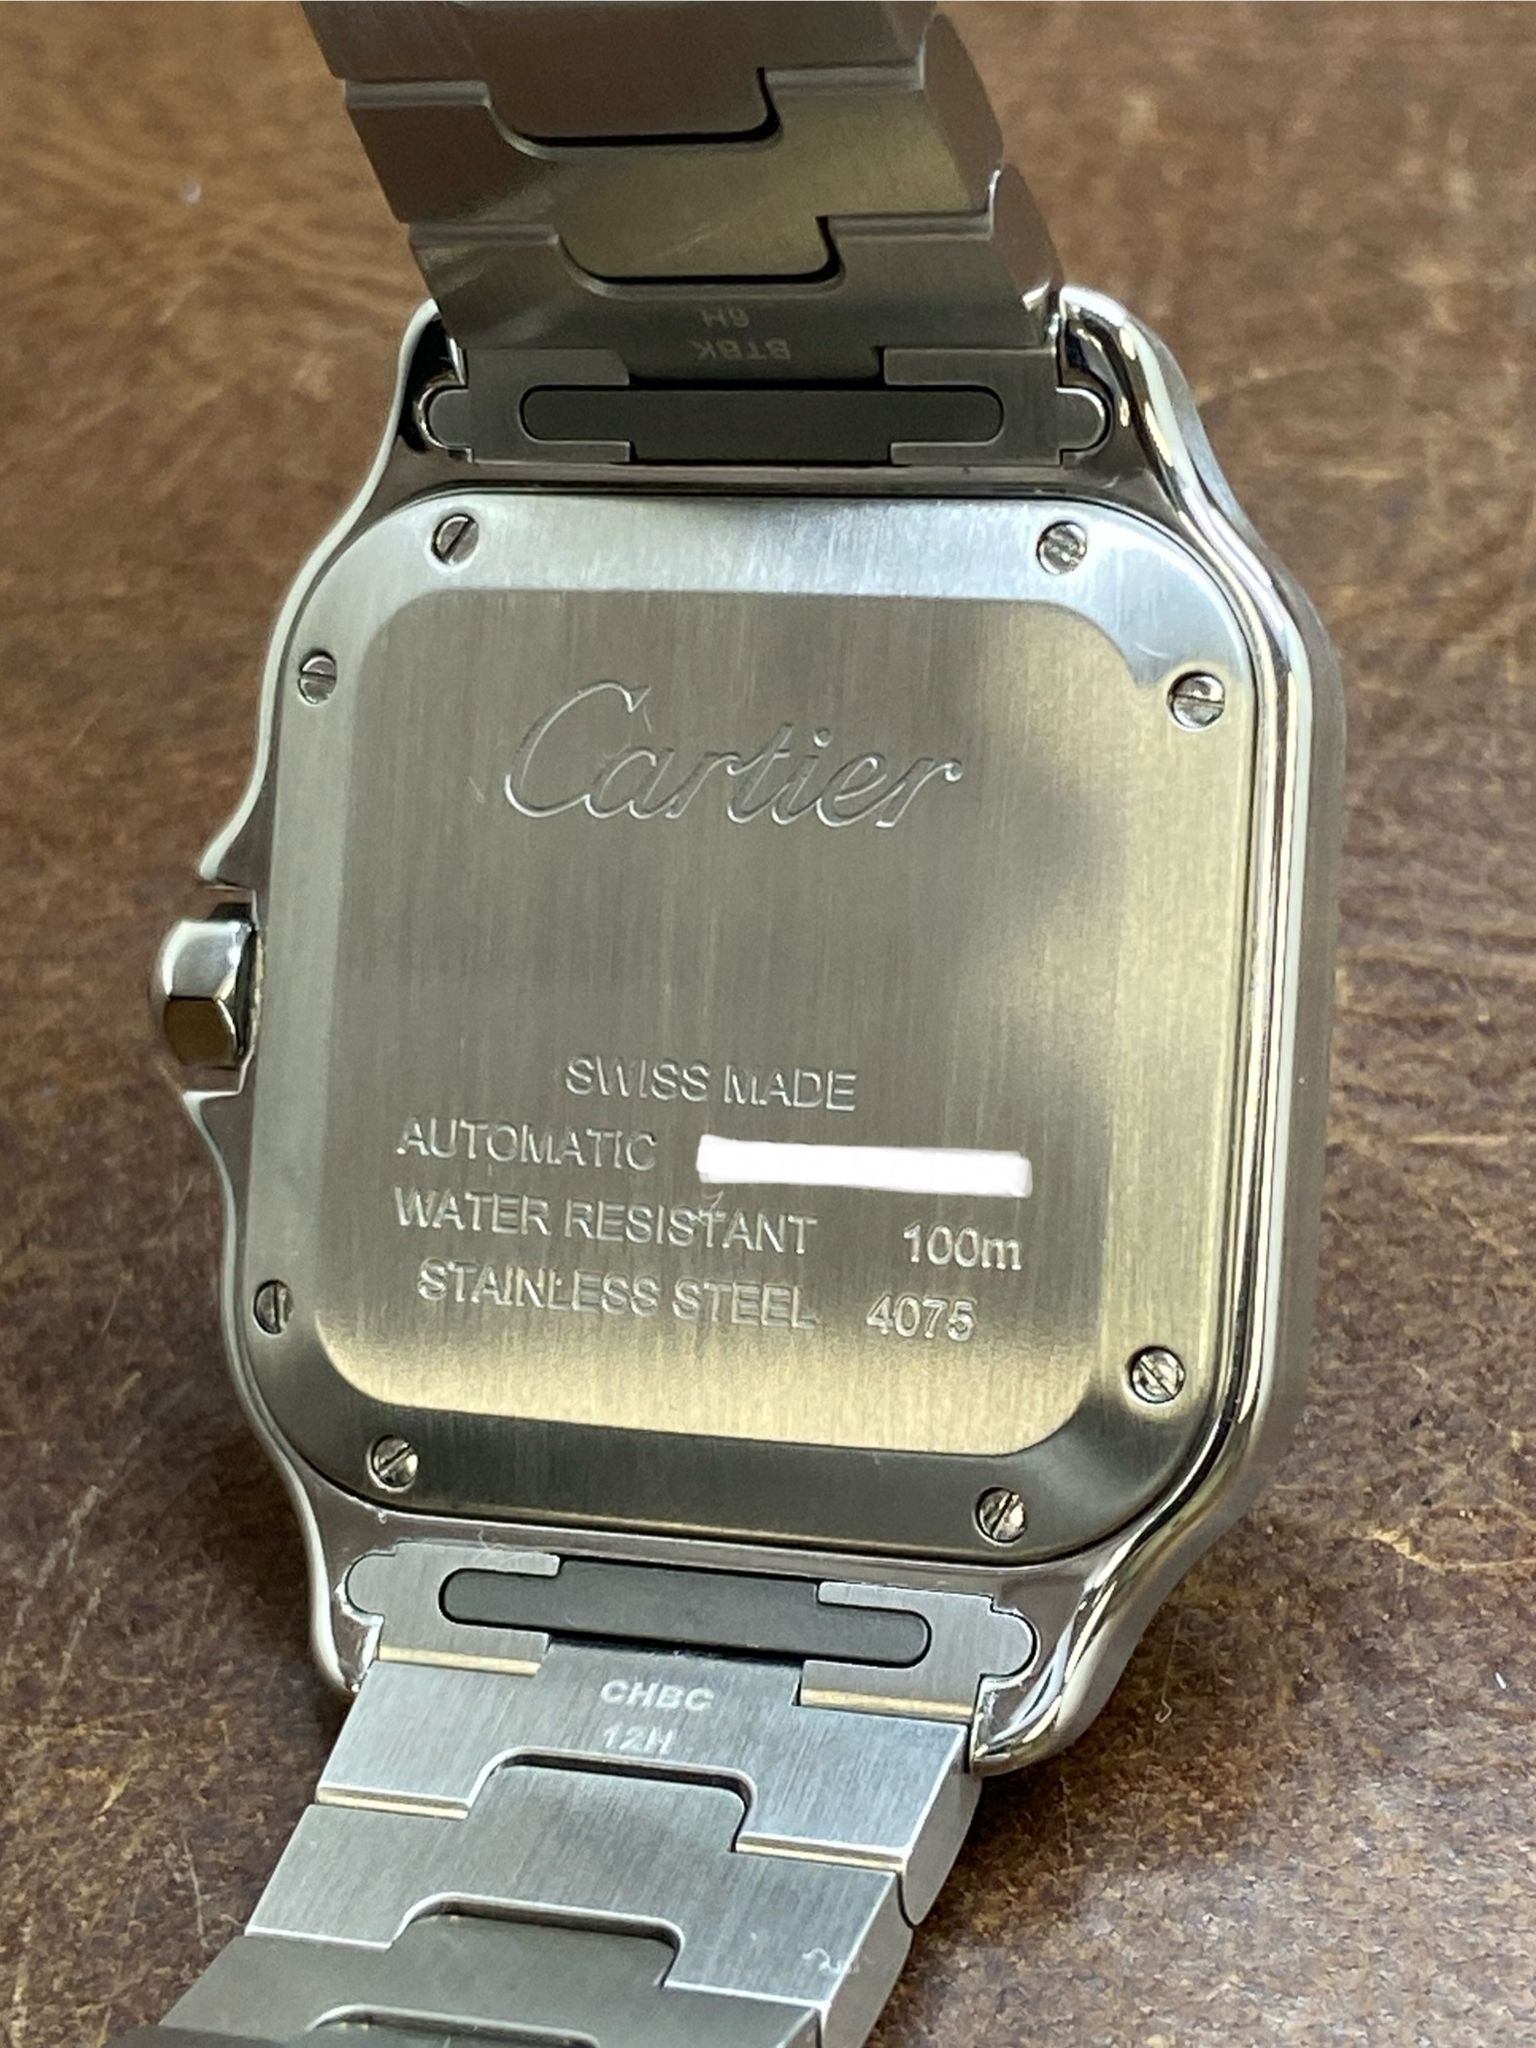 6H
BTBK
Cartier
SWISS MADE
AUTOMATIC
WATER RESISTANT 100m
STAINLESS STEEL 4075
CHBC
12H